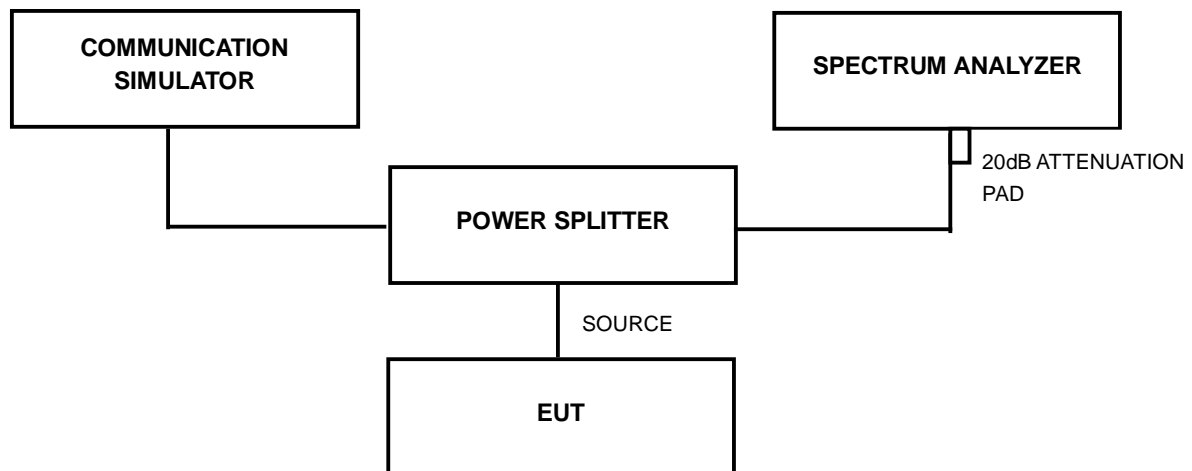 COMMUNICATION
SIMULATOR
SPECTRUM ANALYZER
20dB ATTENUATION
PAD
POWER SPLITTER
SOURCE
EUT